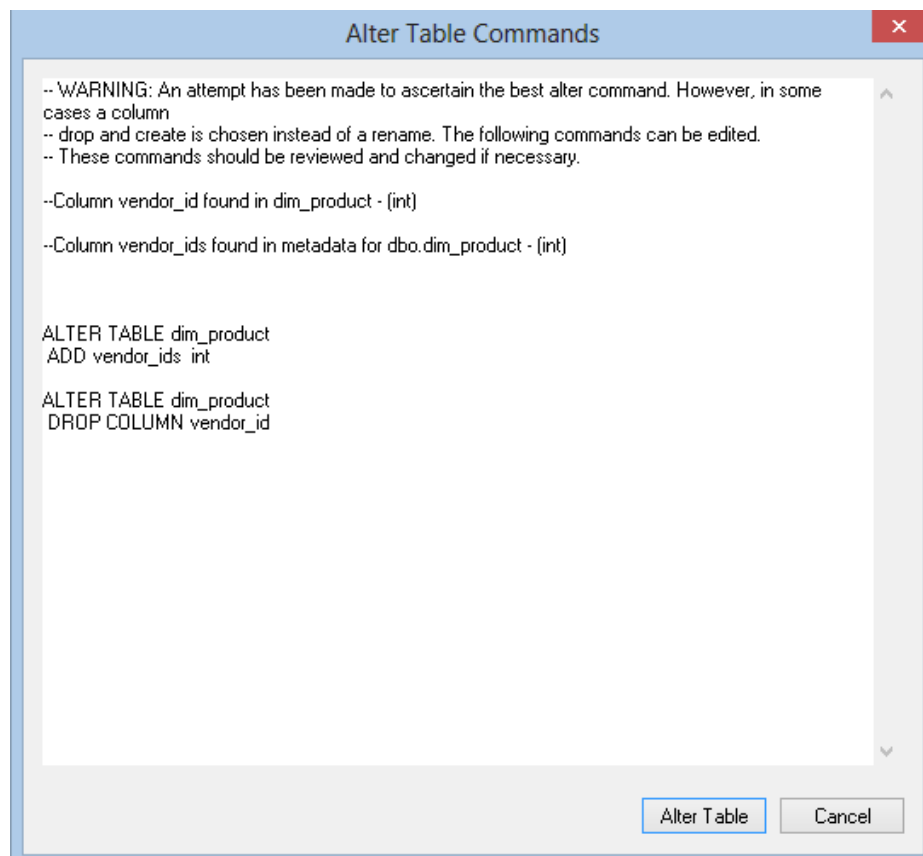 Alter Table Commands
-- WARNING: An attempt has been made to ascertain the best alter command. However, in some
cases a column
-- drop and create is chosen instead of a rename. The following commands can be edited.
-- These commands should be reviewed and changed if necessary.
--Column vendor_id found in dim_product - (int)
--Column vendor_ids found in metadata for dbo.dim_product - (int)
ALTER TABLE dim_product
ADD vendor_ids  int
ALTER TABLE dim_product
DROP COLUMN vendor_id
Alter Table
Cancel